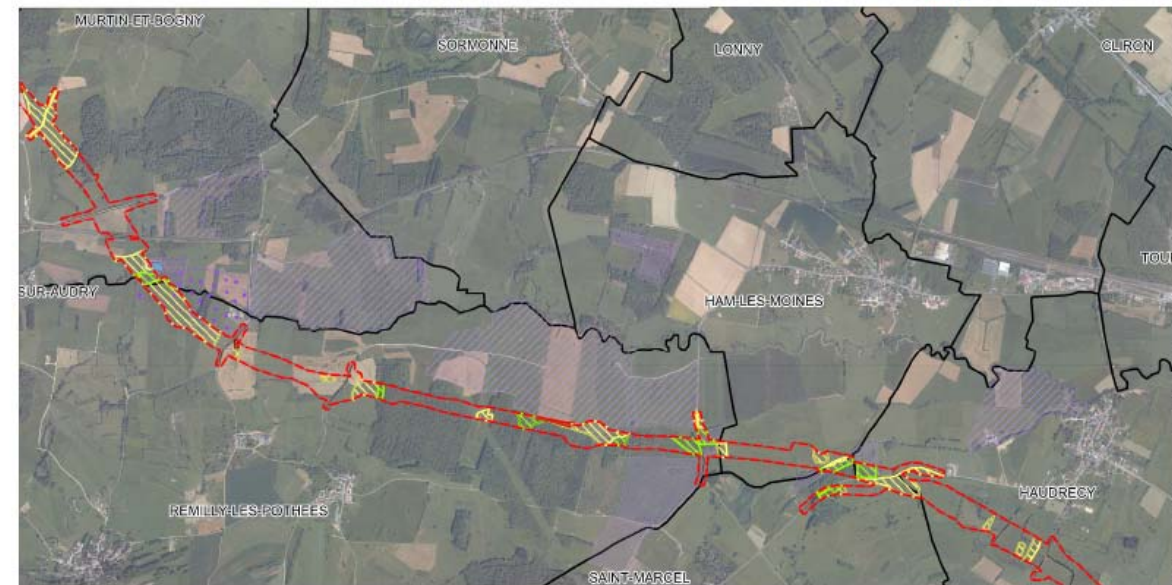 MURTIN-ET-BOGNY
SORMONNE
LONNY
CLIRON
TOU
SUR-AUDRY
HAM-LES-MOINES
HAUDRECY
REMILLY-LES-POTHEES
SAINT-MARCEL